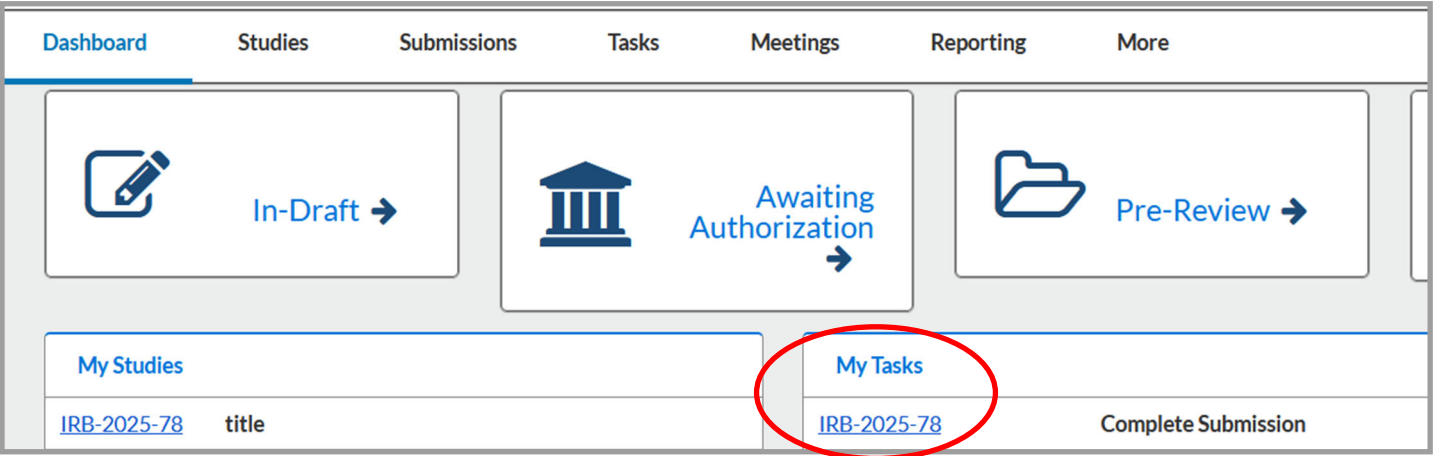 Dashboard Studies Submissions Tasks Meetings Reporting More
In-Draft
Awaiting
Authorization
Pre-Review
My Studies
IRB-2025-78 title
My Tasks
IRB-2025-78 Complete Submission